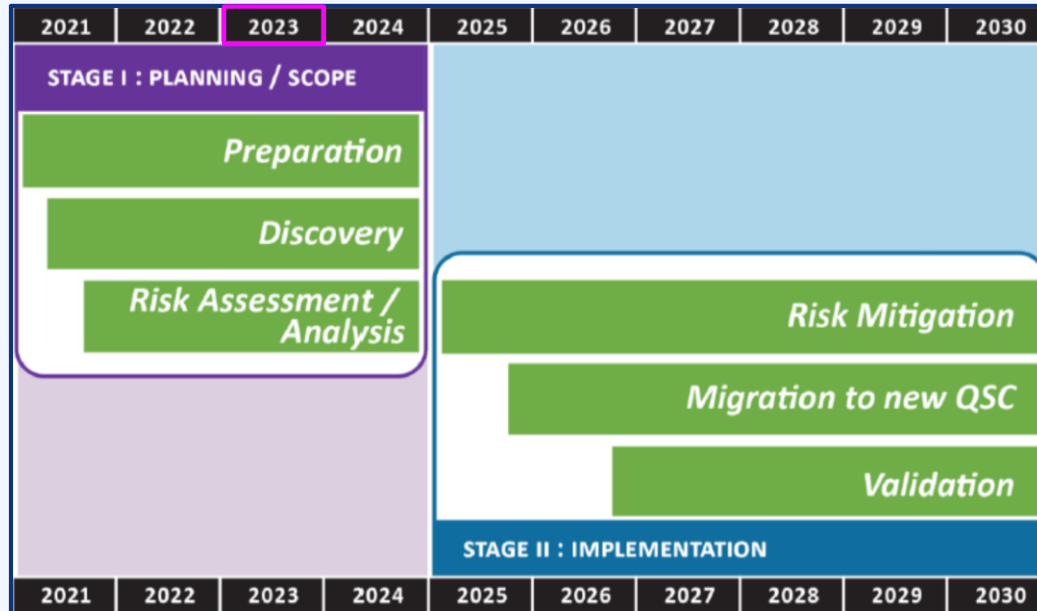 2021 2022 2023 2024 2025 2026 2027 2028 2029 2030
STAGE I : PLANNING / SCOPE
Preparation
Discovery
Risk Assessment /
Analysis
Risk Mitigation
Migration to new QSC
Validation
STAGE II : IMPLEMENTATION
2021 2022 2023 2024 2025 2026 2027 2028 2029 2030